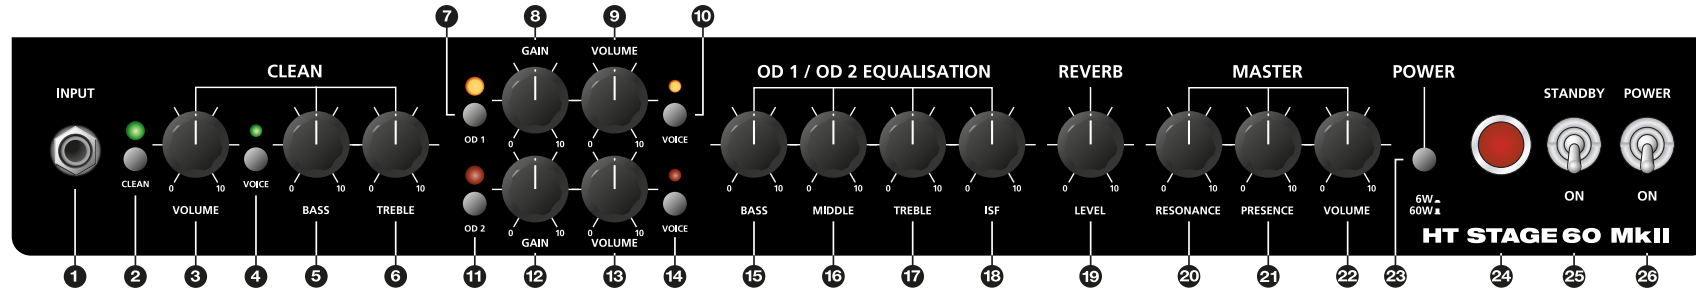 7 8 9 10
GAIN VOLUME
CLEAN OD 1 / OD 2 EQUALISATION REVERB MASTER POWER
INPUT STANDBY POWER
OD 1 0 10 0 10 VOICE
CLEAN 0 10 VOICE 0 10 0 10 0 10 0 10 0 10 0 10 0 10 0 10 0 10 0 10
6W
60W
ON ON
VOLUME BASS TREBLE BASS MIDDLE TREBLE ISF LEVEL RESONANCE PRESENCE VOLUME
OD 2 0 10 0 10 VOICE
GAIN VOLUME
HT STAGE 60 MkII
1 2 3 4 5 6 11 12 13 14 15 16 17 18 19 20 21 22 23 24 25 26